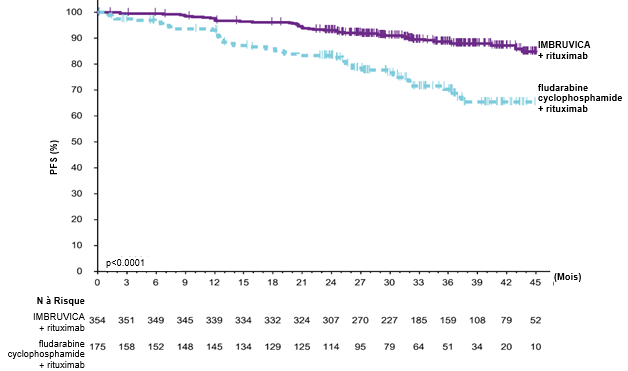 100
90
80
70
60
50
40
30
20
10
0
PFS (%)
IMBRUVICA
+ rituximab
fludarabine
cyclophosphamide
+ rituximab
p<0.0001
0 3 6 9 12 15 18 21 24 27 30 33 36 39 42 45 (Mois)
N à Risque
IMBRUVICA
+ rituximab
354 351 349 345 339 334 332 324 307 270 227 185 159 108 79 52
fludarabine
cyclophosphamide
+ rituximab
175 158 152 148 145 134 129 125 114 95 79 64 51 34 20 10